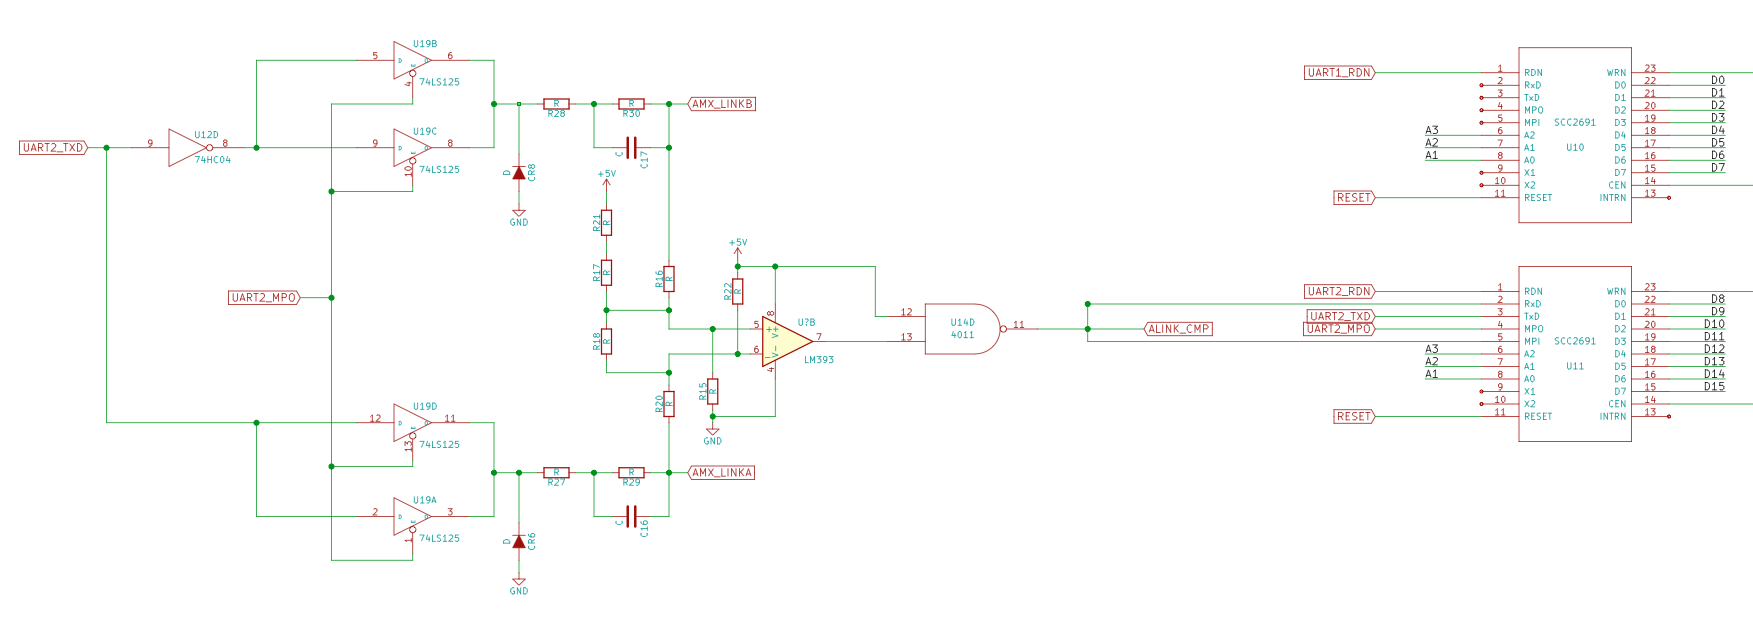 U19B
5
D
O
6
E
4
74LS125
UART2_TXD
9
U12D
8
74HC04
U19C
9
D
O
8
E
10
74LS125
R
R28
R
R30
AMX_LINKB
C
C17
D
CR8
GND
+5V
R21
R
R17
R
R16
R
R18
R
UART2_MPO
+5V
R22
R
8
U?B
5
+
V+
6
-
V-
7
4
LM393
R15
R
GND
R20
R
12
13
U14D
4011
11
ALINK_CMP
U19D
12
D
O
11
E
13
74LS125
U19A
2
D
O
3
E
1
74LS125
R
R27
R
R29
AMX_LINKA
C
C16
D
CR6
GND
UART1_RDN
1 RDN WRN 23
2 RxD D0 22 D0
3 TxD D1 21 D1
4 MPO D2 20 D2
5 MPI SCC2691 D3 19 D3
A3 6 A2 D4 18 D4
A2 7 A1 U10 D5 17 D5
A1 8 A0 D6 16 D6
9 X1 D7 15 D7
10 X2 CEN 14
RESET 11 RESET INTRN 13
UART2_RDN 1 RDN WRN 23
2 RxD D0 22 D8
UART2_TXD 3 TxD D1 21 D9
UART2_MPO 4 MPO D2 20 D10
5 MPI SCC2691 D3 19 D11
A3 6 A2 D4 18 D12
A2 7 A1 U11 D5 17 D13
A1 8 A0 D6 16 D14
9 X1 D7 15 D15
10 X2 CEN 14
RESET 11 RESET INTRN 13